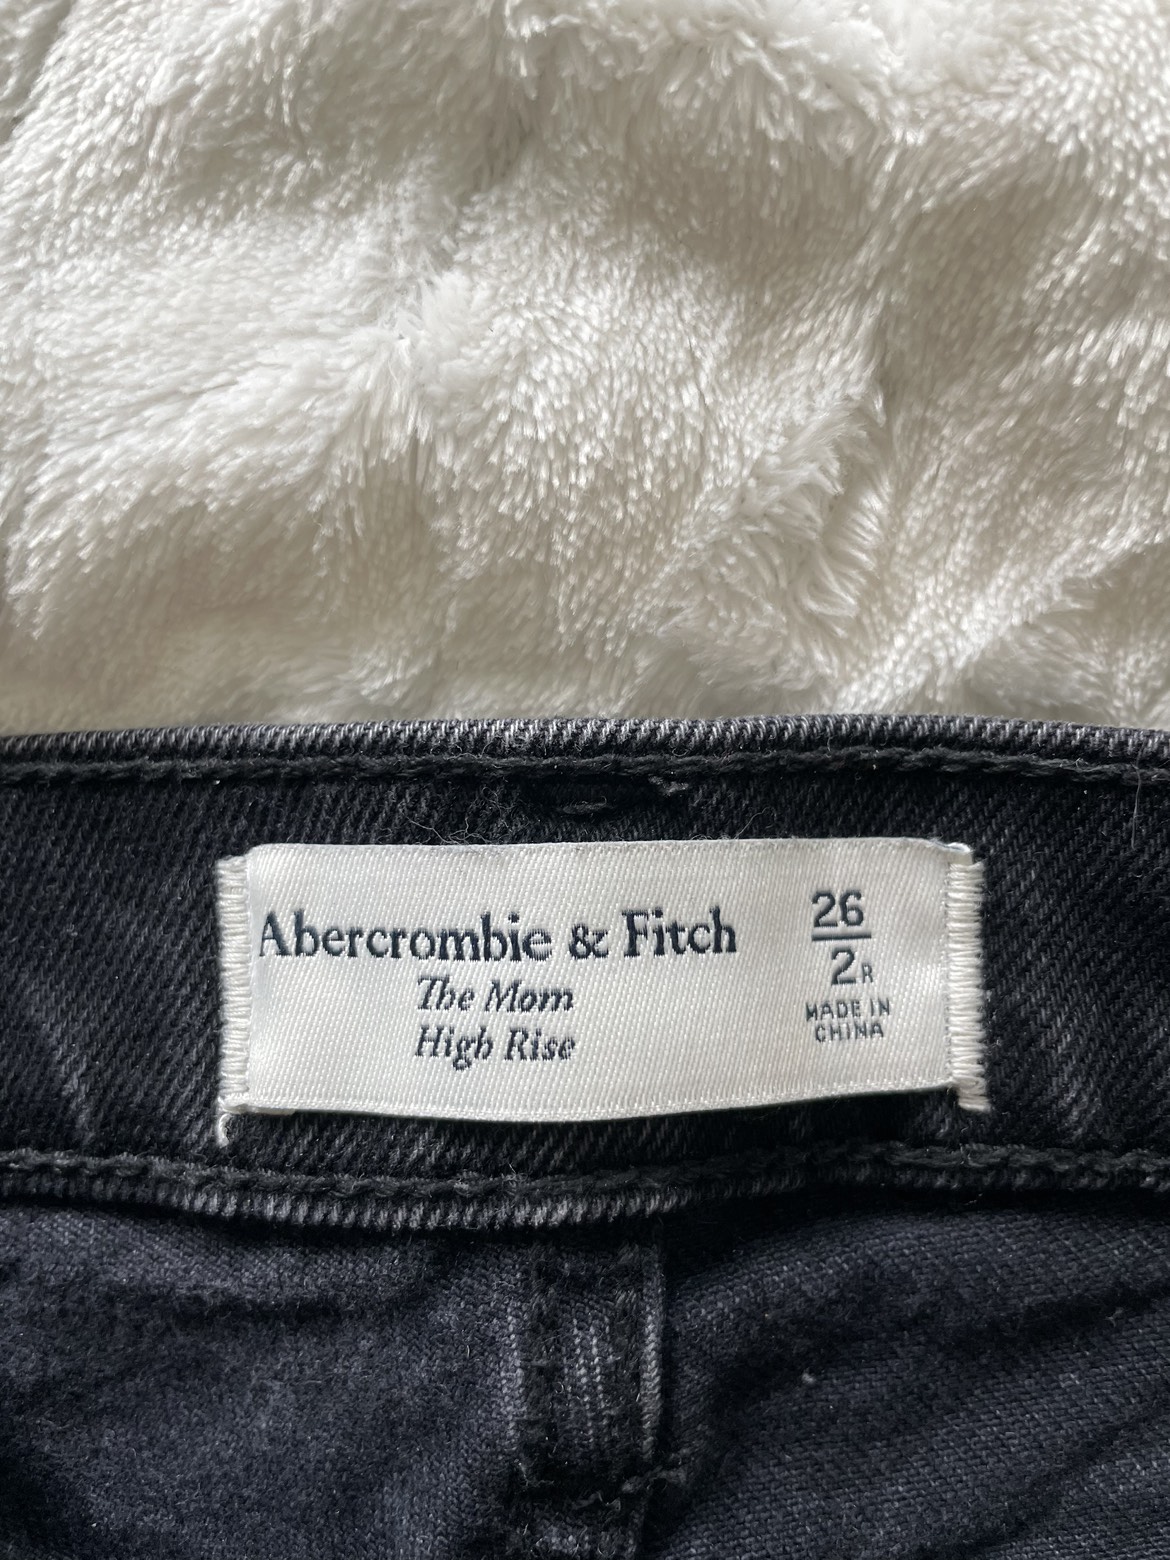 Abercrombie & Fitch
The Mom
High Rise
26
2R
MADE IN
CHINA